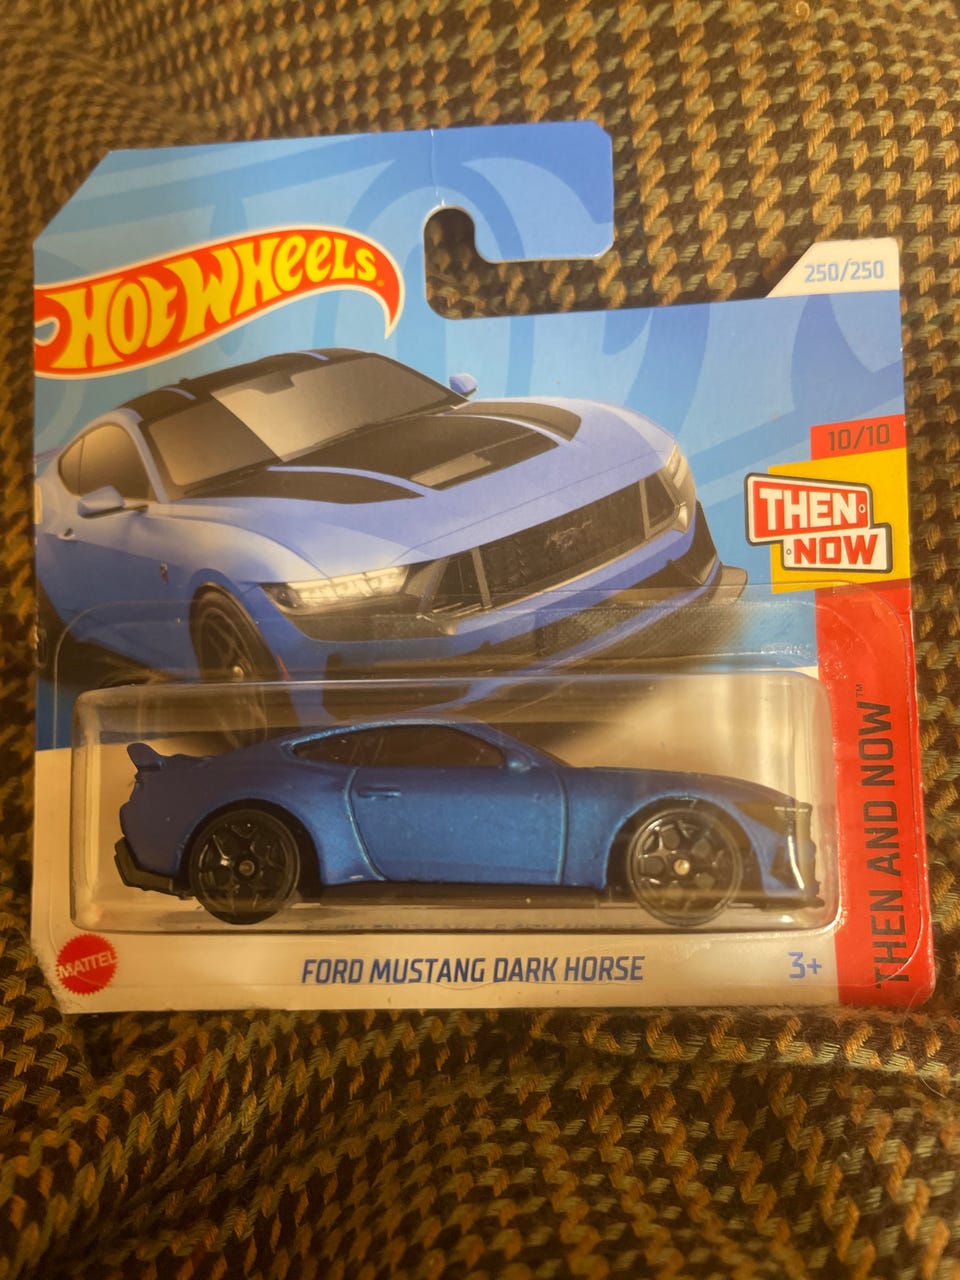 HOT WHEELS
250/250
10/10
THEN
NOW
THEN AND NOW™
MATTEL
FORD MUSTANG DARK HORSE
3+